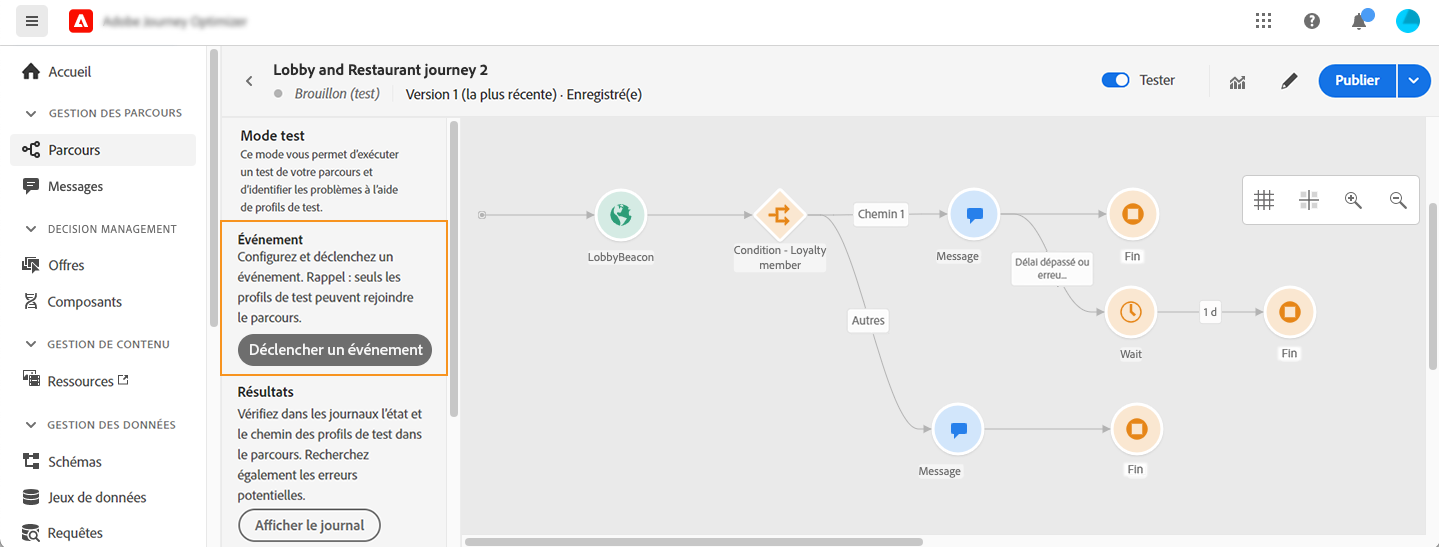 Adobe Journey Optimizer
Accueil
GESTION DES PARCOURS
Parcours
Messages
DECISION MANAGEMENT
Offres
Composants
GESTION DE CONTENU
Ressources
GESTION DES DONNÉES
Schémas
Jeux de données
Requêtes
Lobby and Restaurant journey 2
Brouillon (test)
Version 1 (la plus récente) · Enregistré(e)
Tester
Publier
Mode test
Ce mode vous permet d'exécuter
un test de votre parcours et
d'identifier les problèmes à l'aide
de profils de test.
Événement
Configurez et déclenchez un
événement. Rappel : seuls les
profils de test peuvent rejoindre
le parcours.
Déclencher un événement
Résultats
Vérifiez dans les journaux l'état et
le chemin des profils de test dans
le parcours. Recherchez
également les erreurs
potentielles.
Afficher le journal
LobbyBeacon
Condition - Loyalty
member
Chemin 1
Message
Fin
Délai dépassé ou
erreu...
Autres
Wait
1 d
Fin
Message
Fin